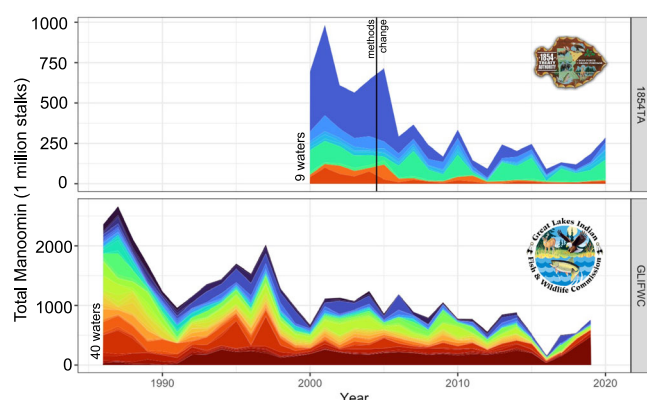 Total Manoomin (1 million stalks)
1000
750
500
250
0
9 waters
methods
change
1854
TREATY
AUTHORITY
1854TA
2000
1000
0
40 waters
Great Lakes Indian
Fish & Wildlife Commission
GLIFWC
1990
2000
2010
2020
Year